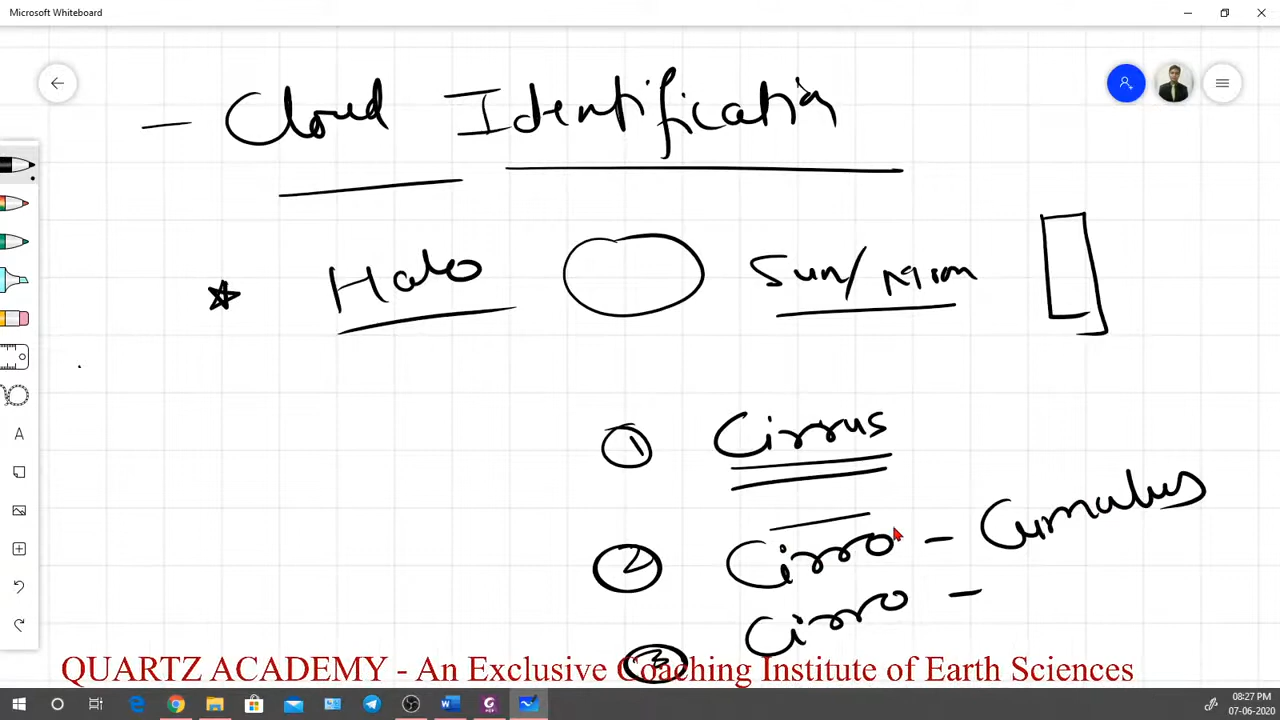 Microsoft Whiteboard
- Cloud Identification
* Halo Sun/Moon
① Cirrus
② Cirro - Cumulus
③ Cirro -
A
QUARTZ ACADEMY - An Exclusive Coaching Institute of Earth Sciences
08:27 PM
07-06-2020